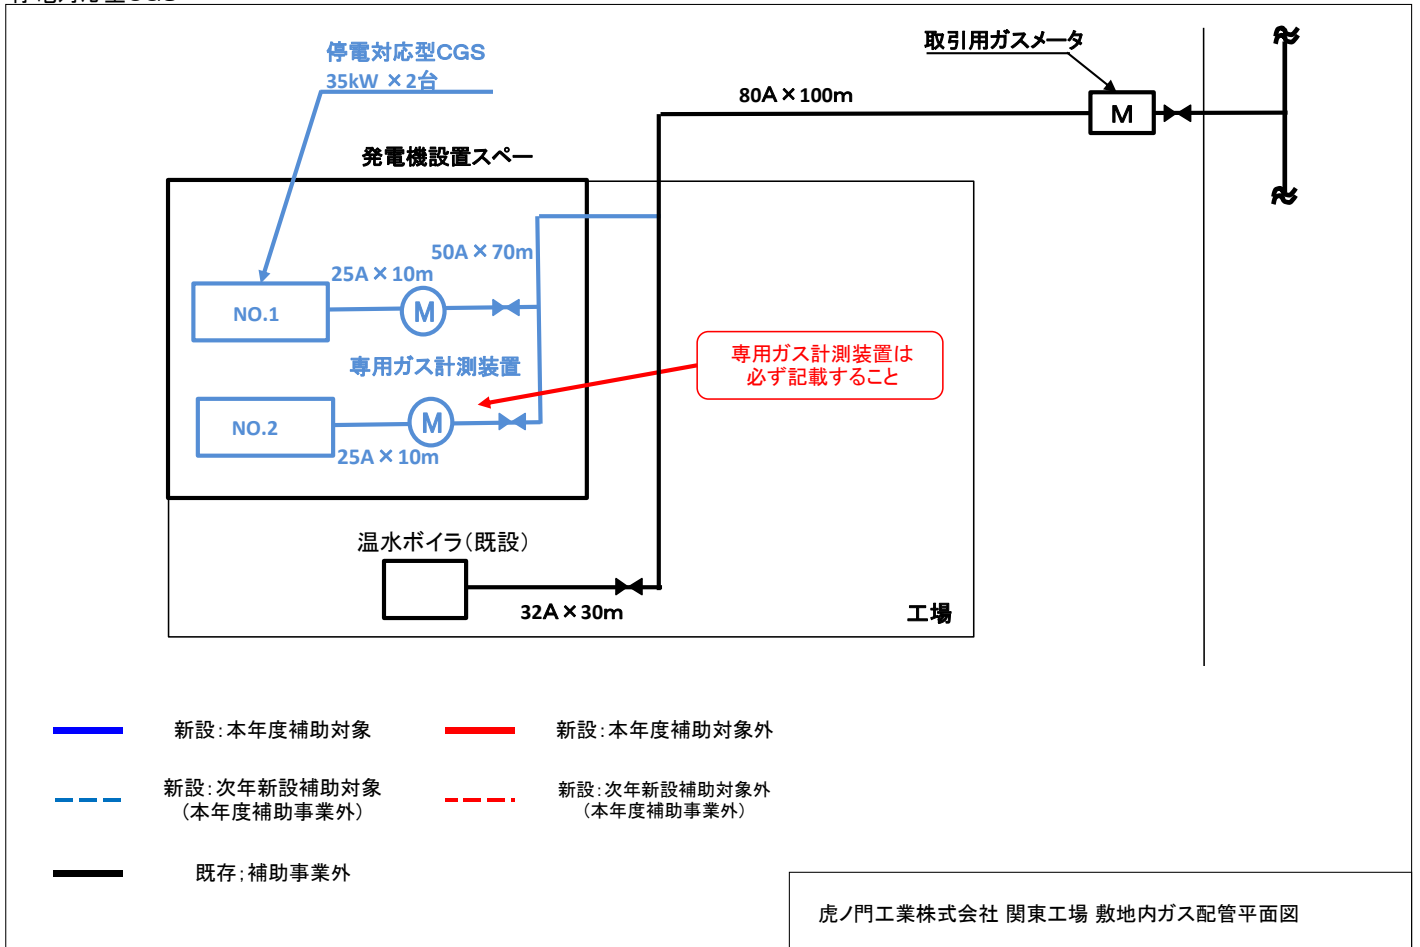 停電対応型CGS
停電対応型CGS
35kW ×2台
取引用ガスメータ
80A×100m
M
発電機設置スペー
50A×70m
25A×10m
NO.1
M
専用ガス計測装置
専用ガス計測装置は
必ず記載すること
NO.2
M
25A×10m
温水ボイラ(既設)
32A×30m
工場
新設:本年度補助対象
新設:本年度補助対象外
新設:次年新設補助対象
(本年度補助事業外)
新設:次年新設補助対象外
(本年度補助事業外)
既存;補助事業外
虎ノ門工業株式会社 関東工場 敷地内ガス配管平面図